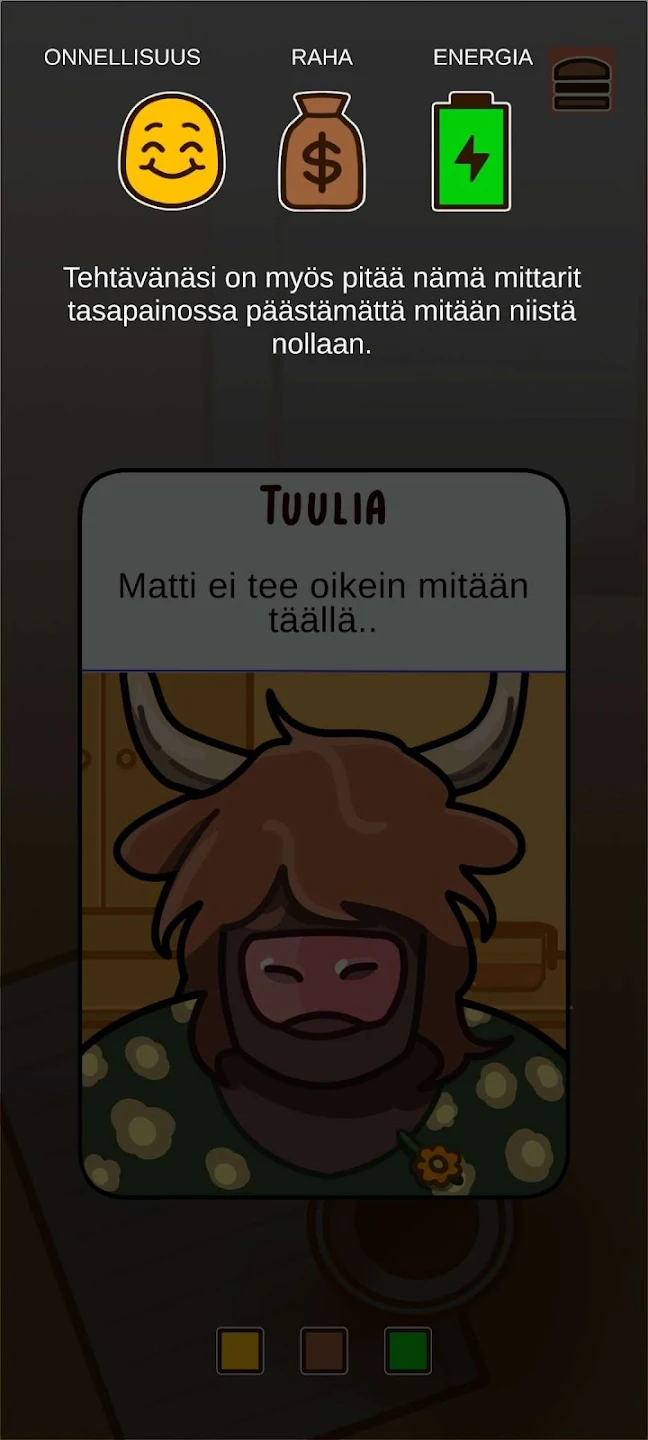 ONNELLISUUS RAHA ENERGIA
$
Tehtävänäsi on myös pitää nämä mittarit
tasapainossa päästämättä mitään niistä
nollaan.
TUULIA
Matti ei tee oikein mitään
täällä..